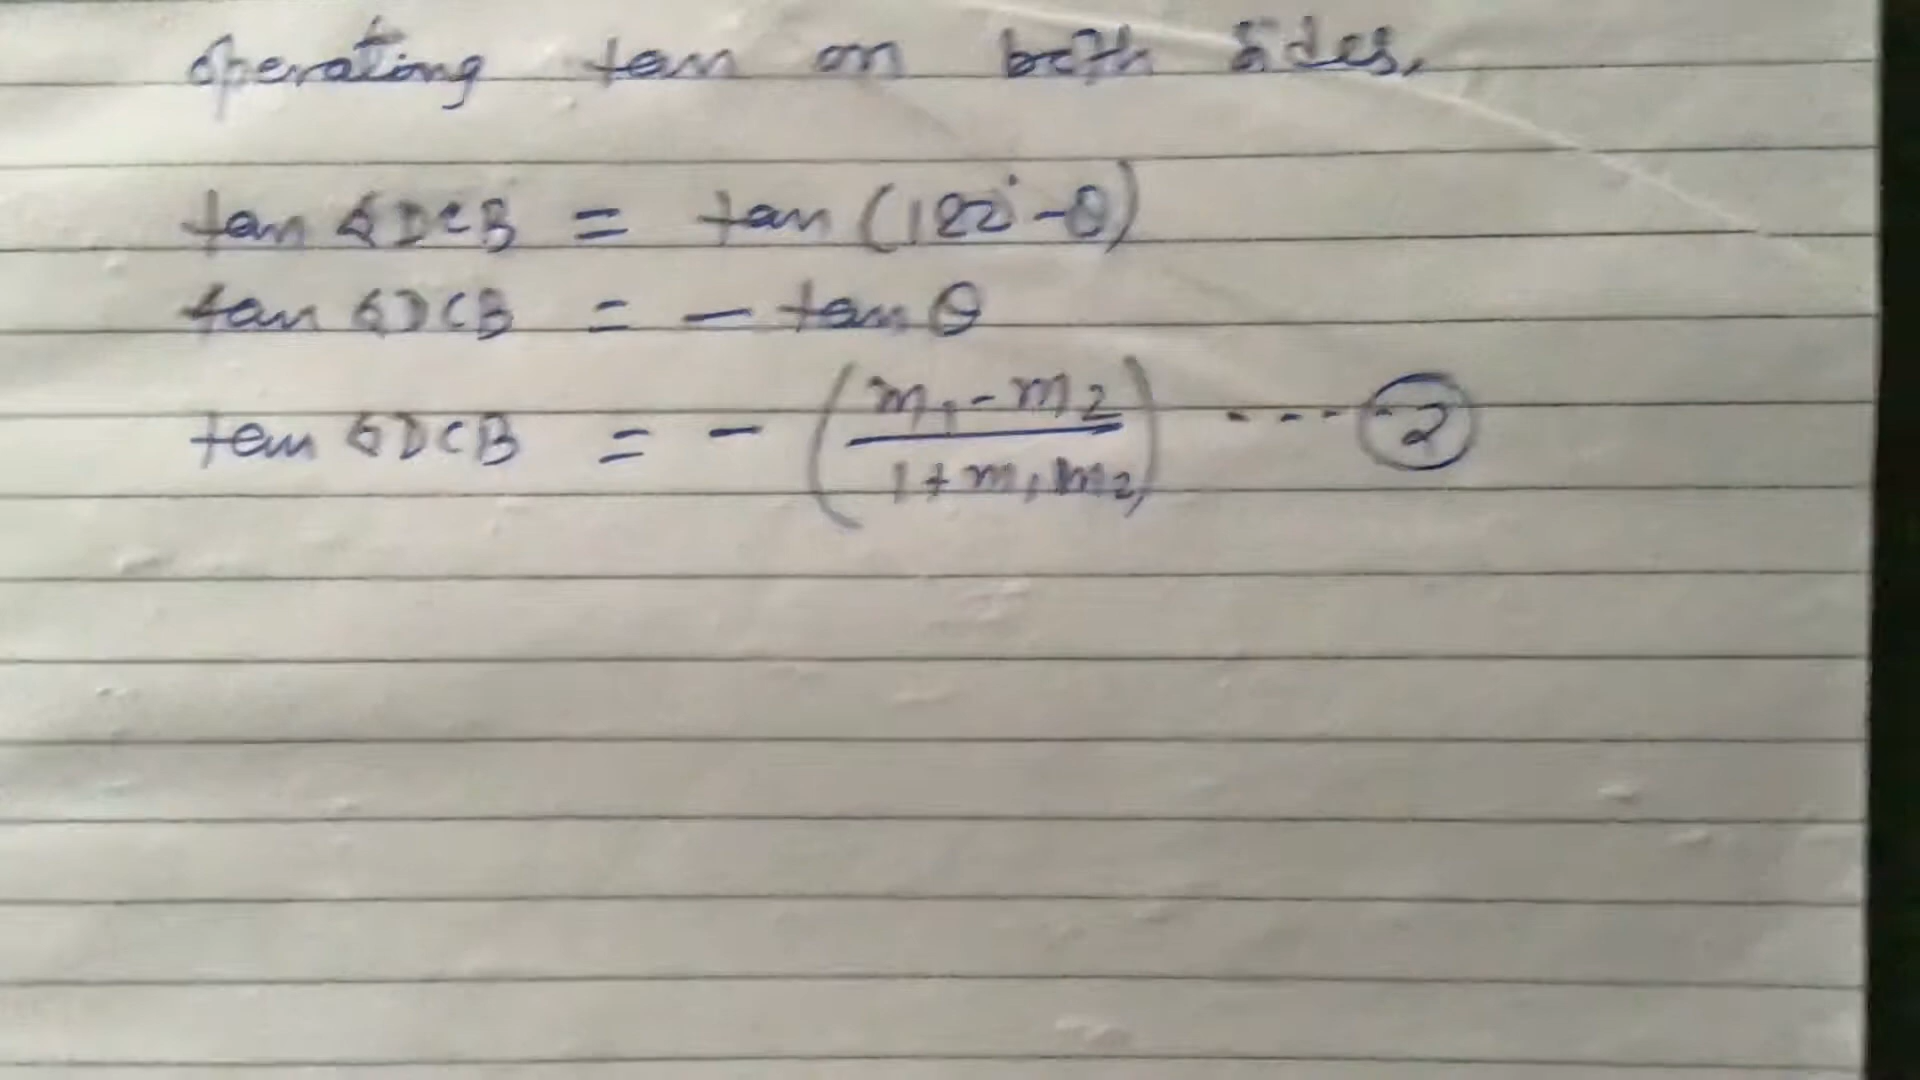 operating tan on both sides,
tan ∢DCB = tan (180° - θ)
tan ∢DCB = - tan θ
tan ∢DCB = - (m₁ - m₂ / 1 + m₁m₂) ---- ②